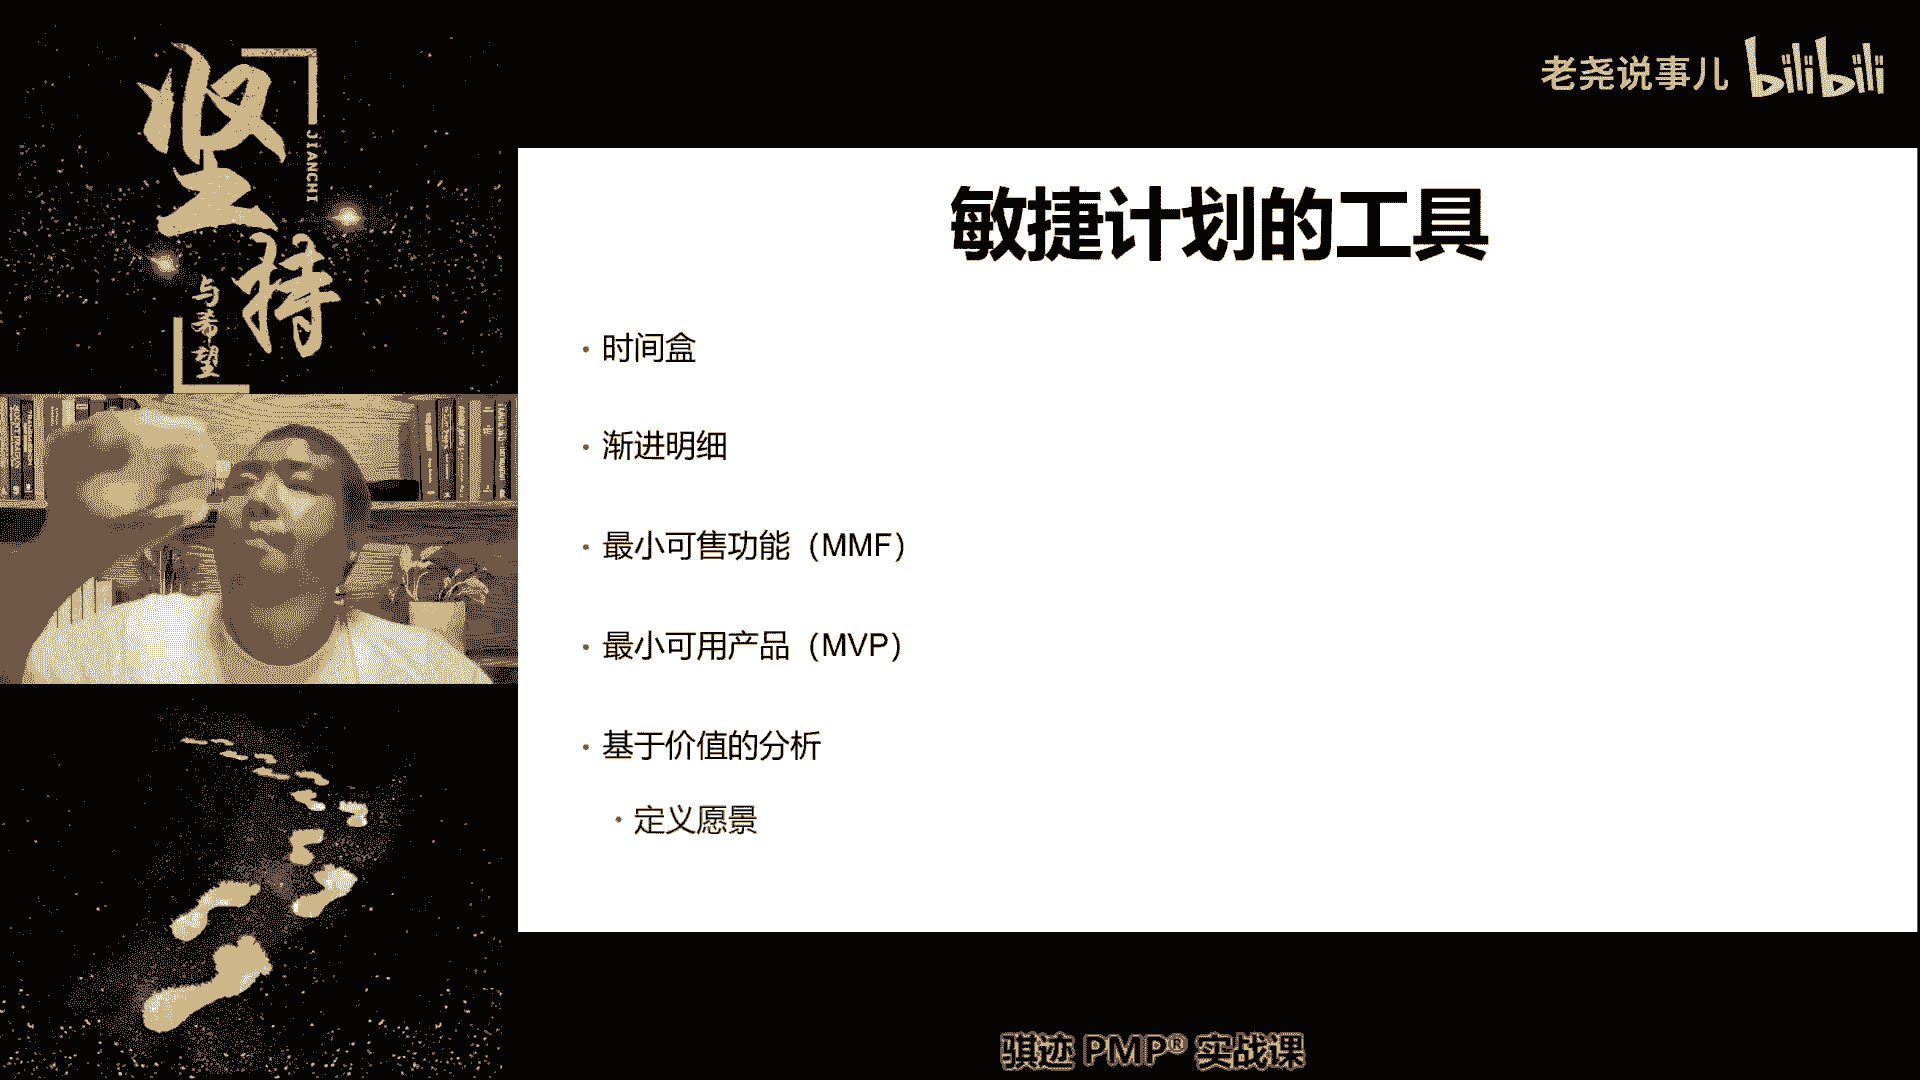 坚
持
JIANCHI
与希望
老尧说事儿 bilibili
敏捷计划的工具
· 时间盒
· 渐进明细
· 最小可售功能（MMF）
· 最小可用产品（MVP）
· 基于价值的分析
· 定义愿景
骐迹 PMP® 实战课